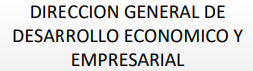 DIRECCION GENERAL DE
DESARROLLO ECONOMICO Y
EMPRESARIAL